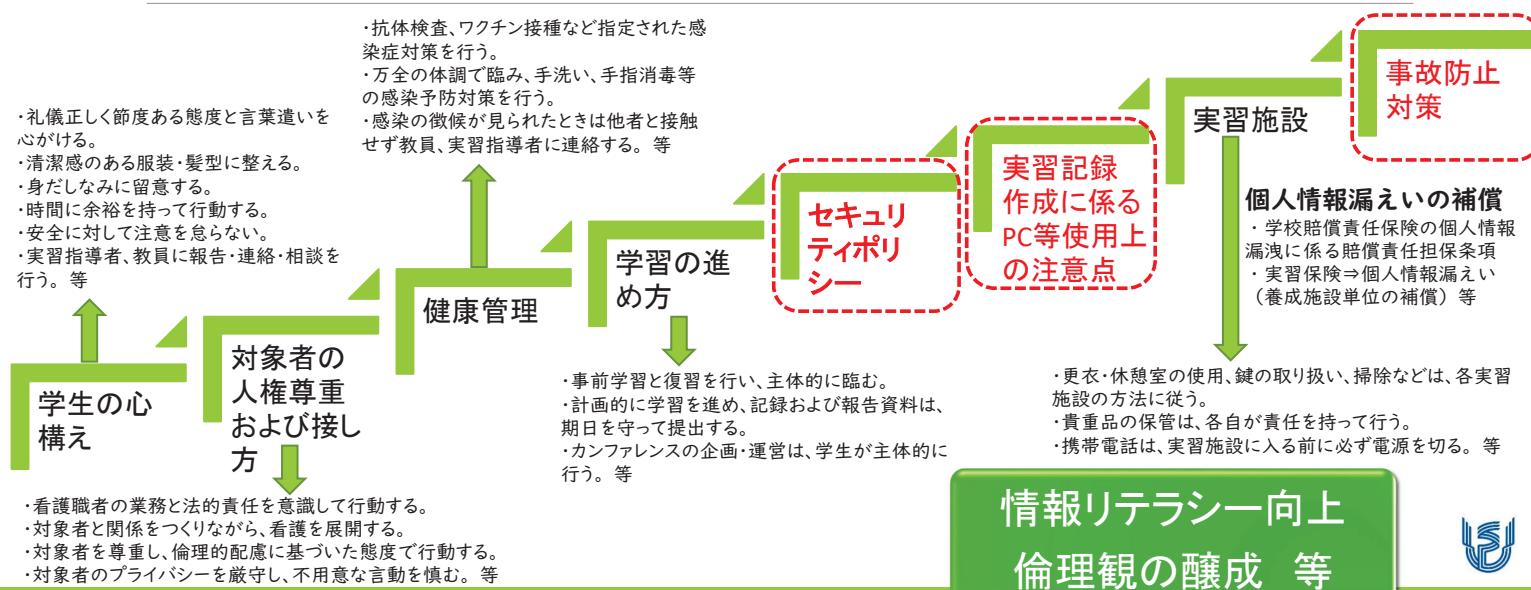 ・礼儀正しく節度ある態度と言葉遣いを
心がける。
・清潔感のある服装・髪型に整える。
・身だしなみに留意する。
・時間に余裕を持って行動する。
・安全に対して注意を怠らない。
・実習指導者、教員に報告・連絡・相談を
行う。等
学生の心
構え
対象者の
人権尊重
および接し
方
・看護職者の業務と法的責任を意識して行動する。
・対象者と関係をつくりながら、看護を展開する。
・対象者を尊重し、倫理的配慮に基づいた態度で行動する。
・対象者のプライバシーを厳守し、不用意な言動を慎む。等
・抗体検査、ワクチン接種など指定された感
染症対策を行う。
・万全の体調で臨み、手洗い、手指消毒等
の感染予防対策を行う。
・感染の徴候が見られたときは他者と接触
せず教員、実習指導者に連絡する。等
健康管理
学習の進
め方
・事前学習と復習を行い、主体的に臨む。
・計画的に学習を進め、記録および報告資料は、
期日を守って提出する。
・カンファレンスの企画・運営は、学生が主体的に
行う。等
セキュリ
ティポリ
シー
実習記録
作成に係る
PC等使用上
の注意点
実習施設
個人情報漏えいの補償
・学校賠償責任保険の個人情報
漏洩に係る賠償責任担保条項
・実習保険⇒個人情報漏えい
（養成施設単位の補償）等
・更衣・休憩室の使用、鍵の取り扱い、掃除などは、各実習
施設の方法に従う。
・貴重品の保管は、各自が責任を持って行う。
・携帯電話は、実習施設に入る前に必ず電源を切る。等
事故防止
対策
情報リテラシー向上
倫理観の醸成　等